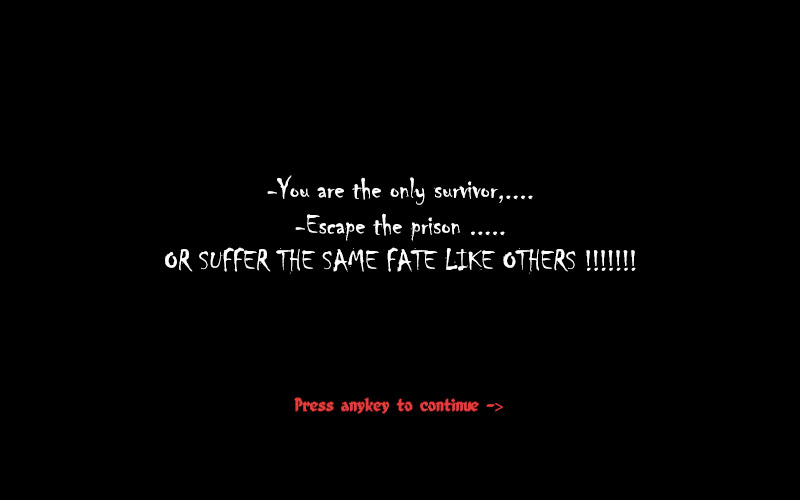 -You are the only survivor,....
-Escape the prison .....
OR SUFFER THE SAME FATE LIKE OTHERS !!!!!!!
Press anykey to continue ->